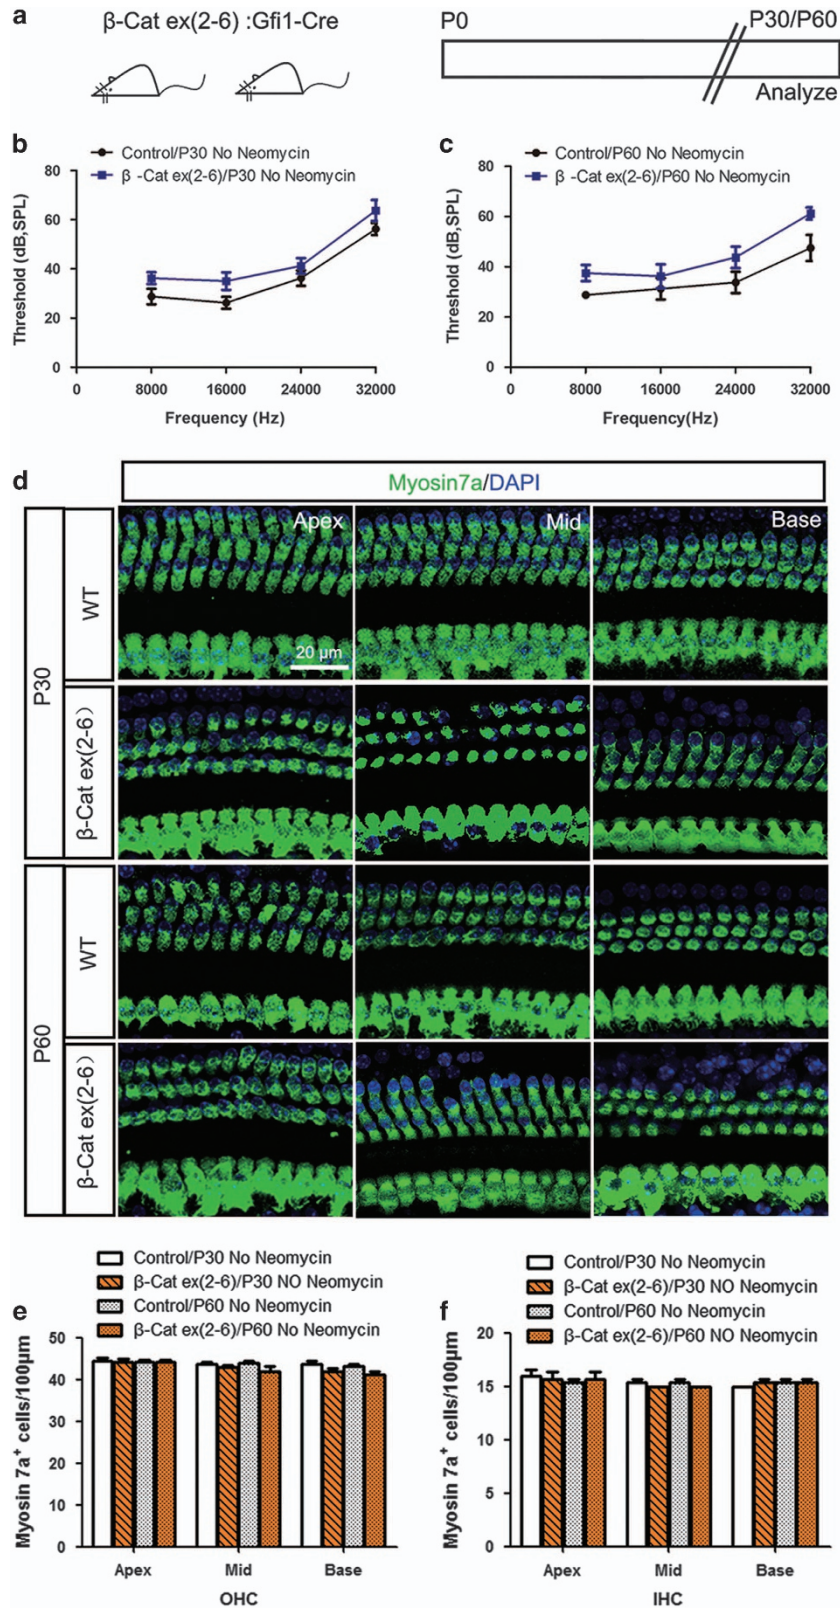 a
β-Cat ex(2-6) :Gfi1-Cre
P0
P30/P60
Analyze
b
Control/P30 No Neomycin
β -Cat ex(2-6)/P30 No Neomycin
Threshold (dB,SPL)
80
60
40
20
0
0 8000 16000 24000 32000
Frequency (Hz)
c
Control/P60 No Neomycin
β -Cat ex(2-6)/P60 No Neomycin
Threshold (dB,SPL)
80
60
40
20
0
0 8000 16000 24000 32000
Frequency(Hz)
d
Myosin7a/DAPI
Apex
Mid
Base
20 µm
P30
WT
β-Cat ex(2-6)
P60
WT
β-Cat ex(2-6)
e
Control/P30 No Neomycin
β-Cat ex(2-6)/P30 NO Neomycin
Control/P60 No Neomycin
β-Cat ex(2-6)/P60 No Neomycin
Myosin 7a⁺ cells/100µm
50
40
30
20
10
0
Apex Mid Base
OHC
f
Control/P30 No Neomycin
β-Cat ex(2-6)/P30 NO Neomycin
Control/P60 No Neomycin
β-Cat ex(2-6)/P60 NO Neomycin
Myosin 7a⁺ cells/100µm
20
15
10
5
0
Apex Mid Base
IHC